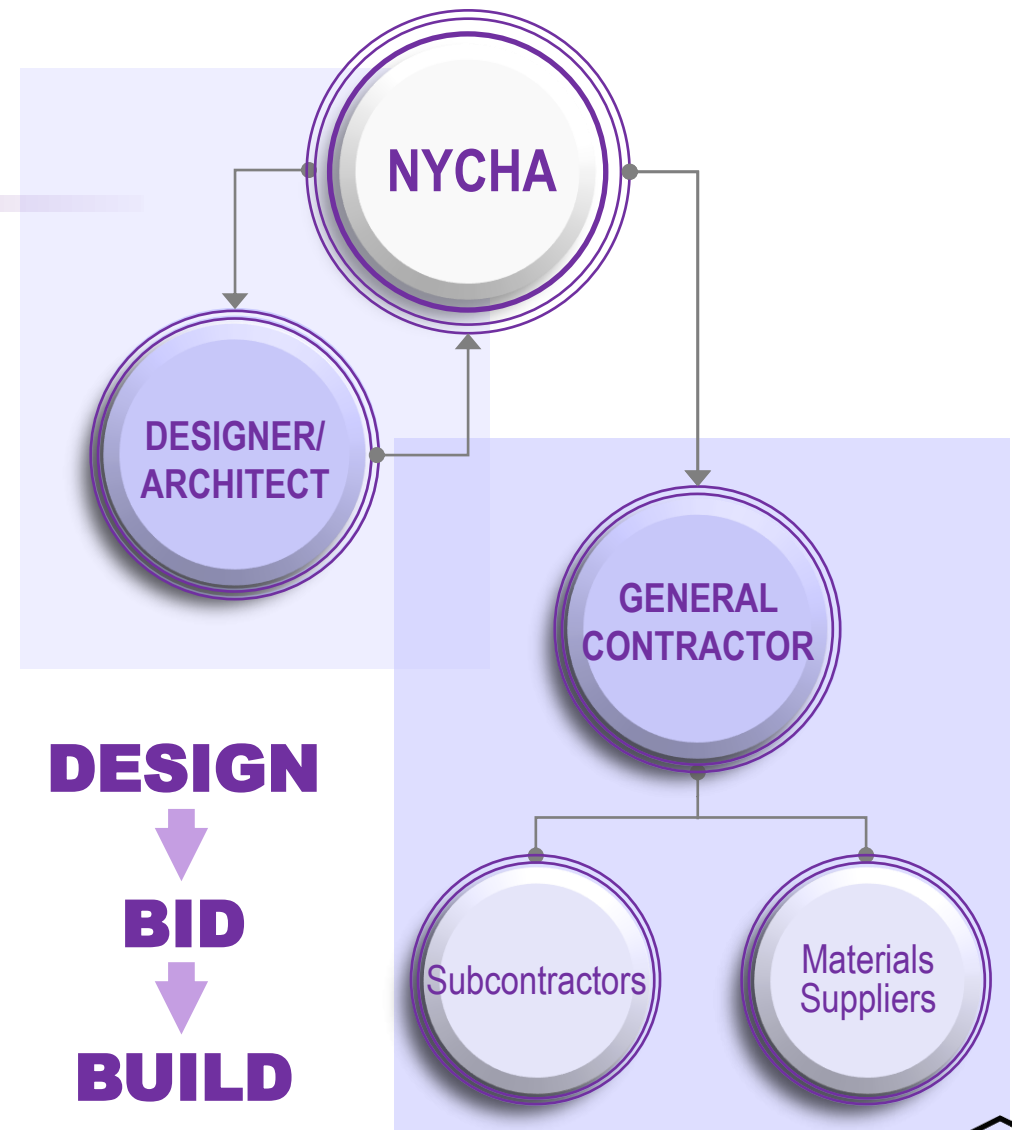 NYCHA
DESIGNER/
ARCHITECT
GENERAL
CONTRACTOR
DESIGN
BID
BUILD
Subcontractors
Materials
Suppliers